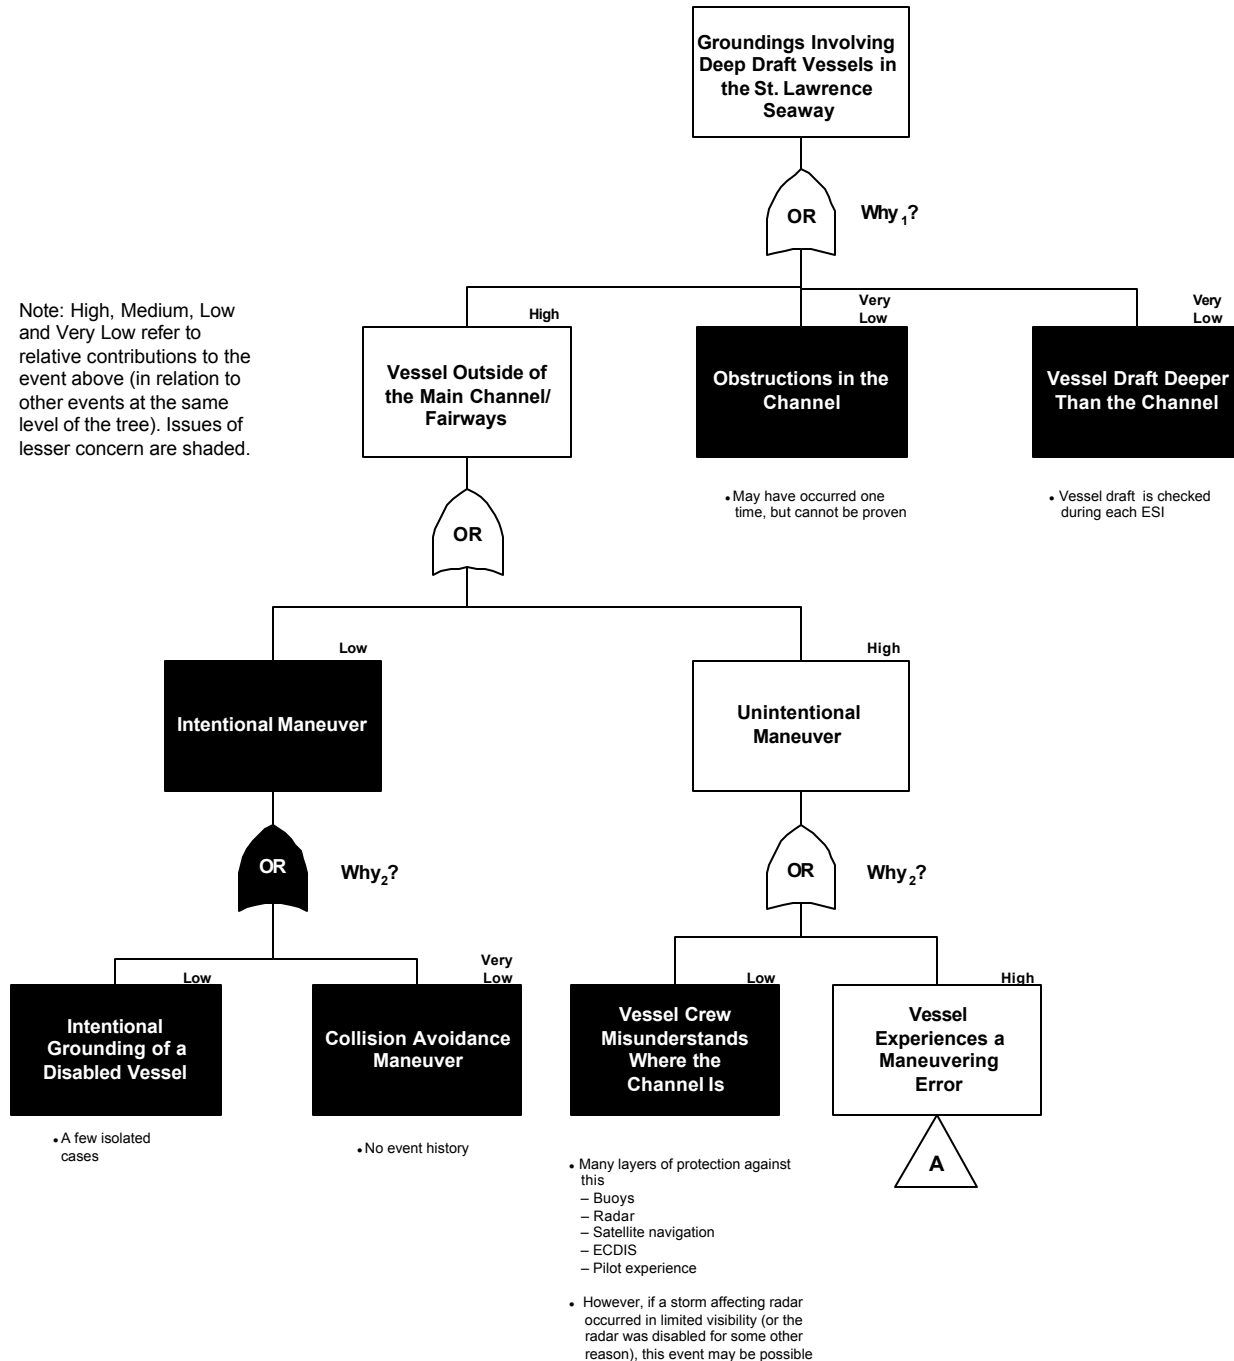 Groundings Involving
Deep Draft Vessels in
the St. Lawrence
Seaway
OR
Why 1?
Note: High, Medium, Low
and Very Low refer to
relative contributions to the
event above (in relation to
other events at the same
level of the tree). Issues of
lesser concern are shaded.
High
Vessel Outside of
the Main Channel/
Fairways
Very
Low
Obstructions in the
Channel
• May have occurred one
time, but cannot be proven
Very
Low
Vessel Draft Deeper
Than the Channel
• Vessel draft is checked
during each ESI
OR
Low
Intentional Maneuver
High
Unintentional
Maneuver
OR
Why2?
OR
Why2?
Low
Intentional
Grounding of a
Disabled Vessel
• A few isolated
cases
Very
Low
Collision Avoidance
Maneuver
• No event history
Low
Vessel Crew
Misunderstands
Where the
Channel Is
• Many layers of protection against
this
– Buoys
– Radar
– Satellite navigation
– ECDIS
– Pilot experience
• However, if a storm affecting radar
occurred in limited visibility (or the
radar was disabled for some other
reason), this event may be possible
High
Vessel
Experiences a
Maneuvering
Error
A